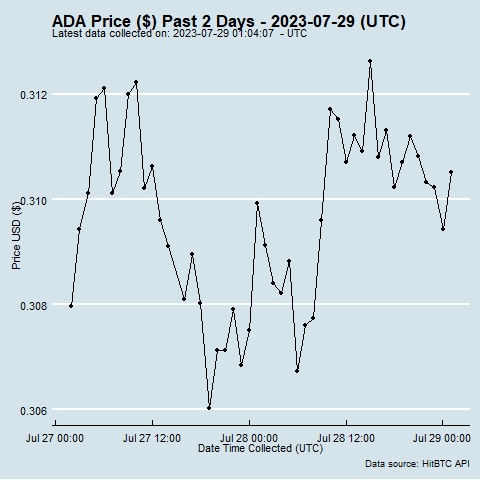 ADA Price ($) Past 2 Days - 2023-07-29 (UTC)
Latest data collected on: 2023-07-29 01:04:07 - UTC
0.312
0.310
0.308
0.306
Price USD ($)
Jul 27 00:00 Jul 27 12:00 Jul 28 00:00 Jul 28 12:00 Jul 29 00:00
Date Time Collected (UTC)
Data source: HitBTC API